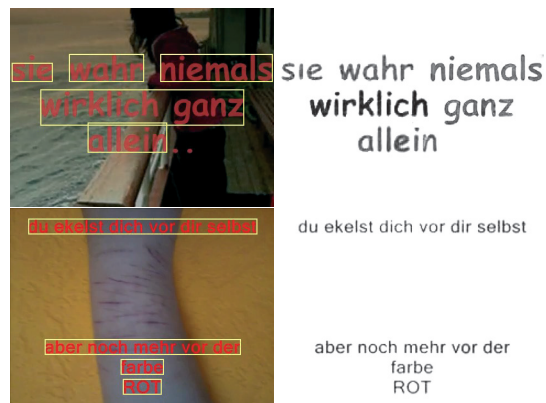 sie wahr niemals
wirklich ganz
allein..
sie wahr niemals
wirklich ganz
allein
du ekelst dich vor dir selbst
aber noch mehr vor der
farbe
ROT
du ekelst dich vor dir selbst
aber noch mehr vor der
farbe
ROT